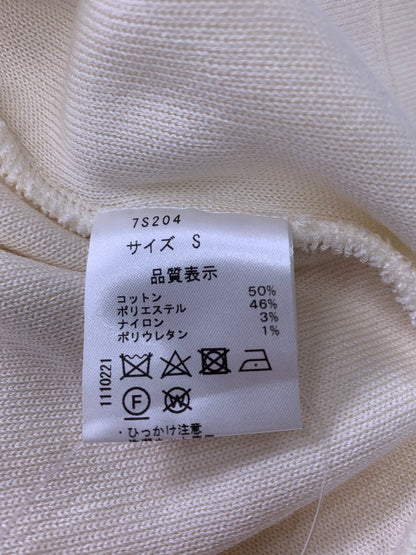 7S204
サイズ S
品質表示
コットン 50%
ポリエステル 46%
ナイロン 3%
ポリウレタン 1%
F W
・ひっかけ注意
1110221